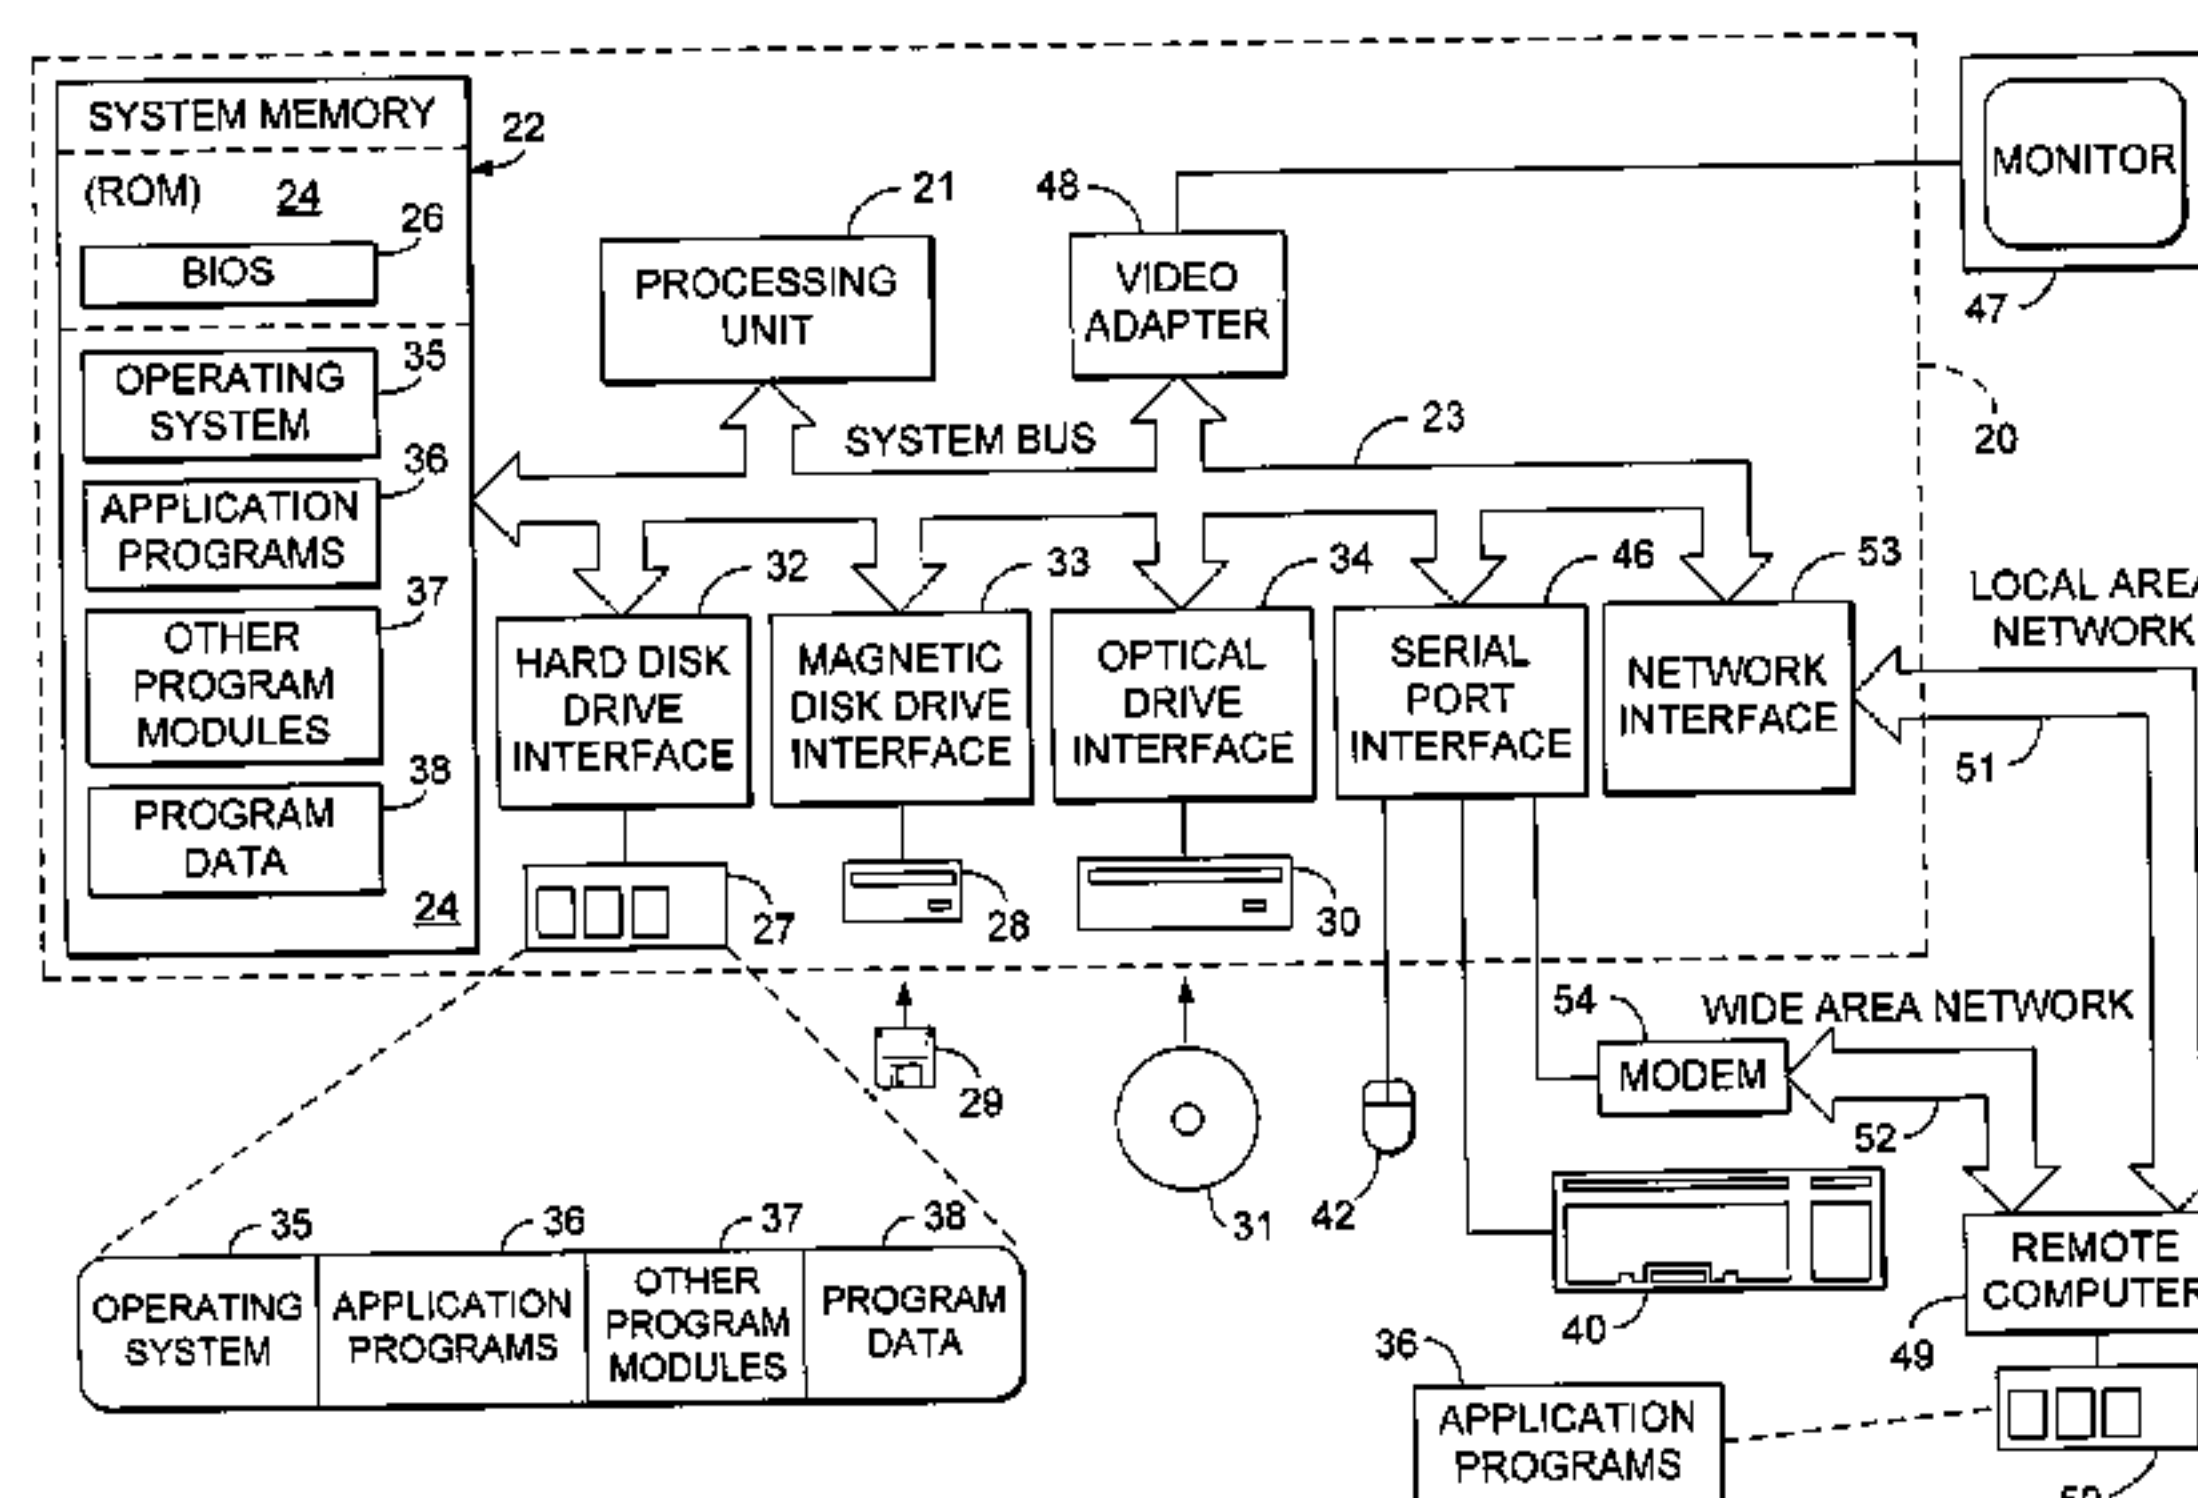 SYSTEM MEMORY
22
(ROM) 24
26
BIOS
35
OPERATING
SYSTEM
36
APPLICATION
PROGRAMS
37
OTHER
PROGRAM
MODULES
38
PROGRAM
DATA
24
21
PROCESSING
UNIT
48
VIDEO
ADAPTER
MONITOR
47
20
SYSTEM BUS
23
32
HARD DISK
DRIVE
INTERFACE
33
MAGNETIC
DISK DRIVE
INTERFACE
34
OPTICAL
DRIVE
INTERFACE
46
SERIAL
PORT
INTERFACE
53
NETWORK
INTERFACE
LOCAL AREA
NETWORK
51
27
28
30
29
31
42
54
WIDE AREA NETWORK
MODEM
52
40
REMOTE
COMPUTER
49
35
OPERATING
SYSTEM
36
APPLICATION
PROGRAMS
37
OTHER
PROGRAM
MODULES
38
PROGRAM
DATA
36
APPLICATION
PROGRAMS